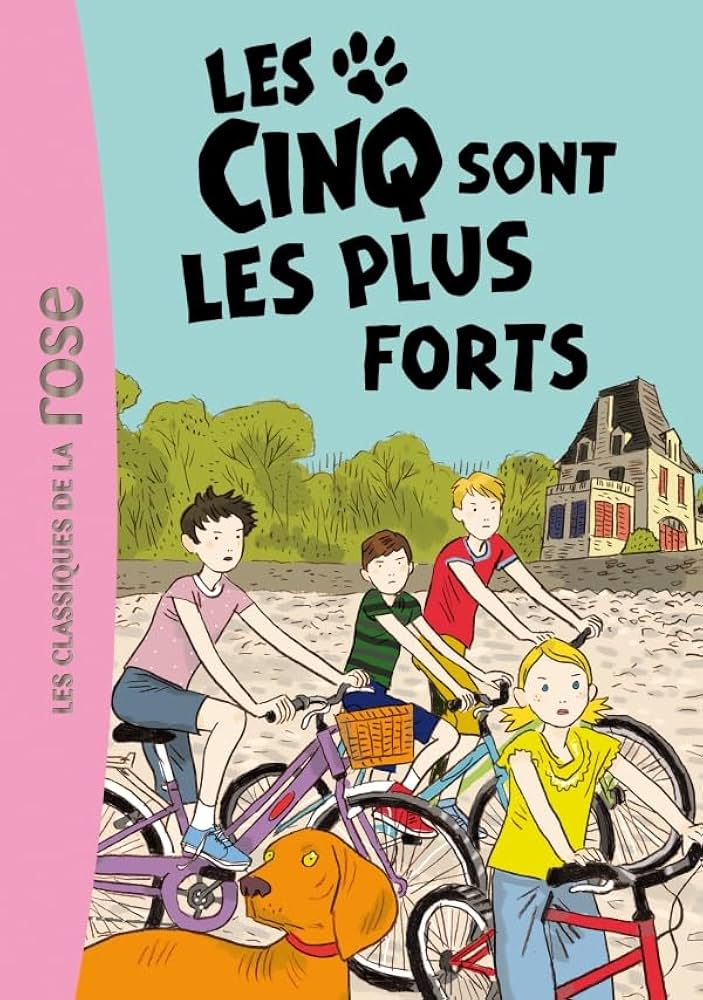 LES
CINQ SONT
LES PLUS
FORTS
LES CLASSIQUES DE LA rose